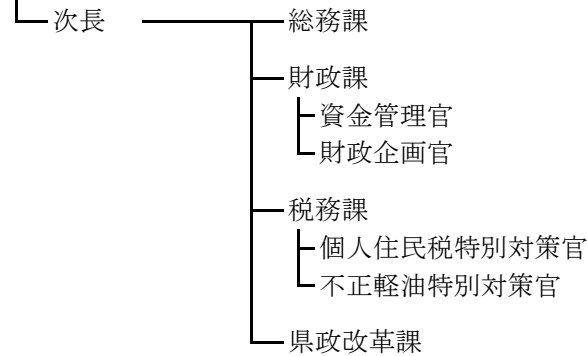 次長 総務課
財政課
資金管理官
財政企画官
税務課
個人住民税特別対策官
不正軽油特別対策官
県政改革課